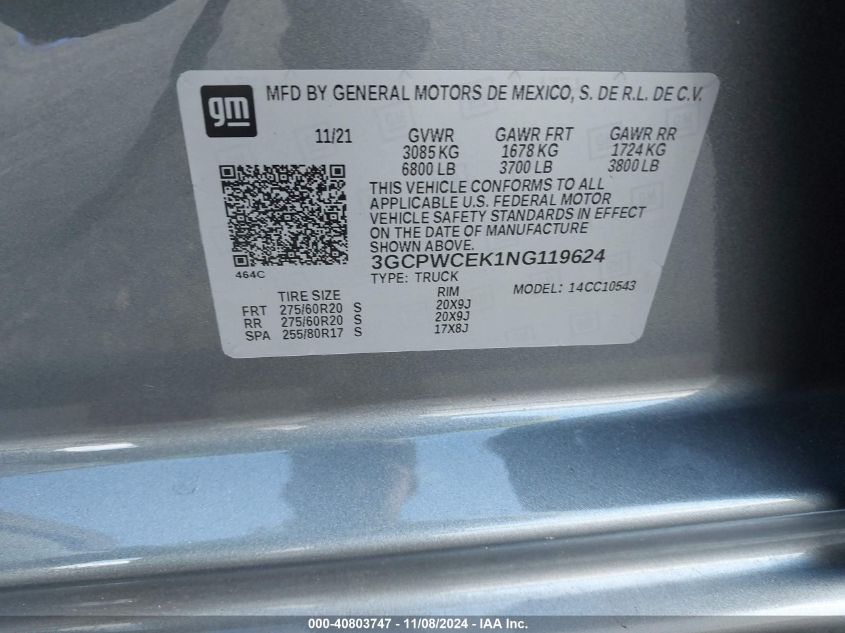 gm MFD BY GENERAL MOTORS DE MEXICO, S. DE R.L. DE C.V.
11/21 GVWR GAWR FRT GAWR RR
3085 KG 1678 KG 1724 KG
6800 LB 3700 LB 3800 LB
THIS VEHICLE CONFORMS TO ALL
APPLICABLE U.S. FEDERAL MOTOR
VEHICLE SAFETY STANDARDS IN EFFECT
ON THE DATE OF MANUFACTURE
SHOWN ABOVE.
3GCPWCEK1NG119624
464C TYPE: TRUCK
TIRE SIZE RIM MODEL: 14CC10543
FRT 275/60R20 S 20X9J
RR 275/60R20 S 20X9J
SPA 255/80R17 S 17X8J
000-40803747 - 11/08/2024 - IAA Inc.